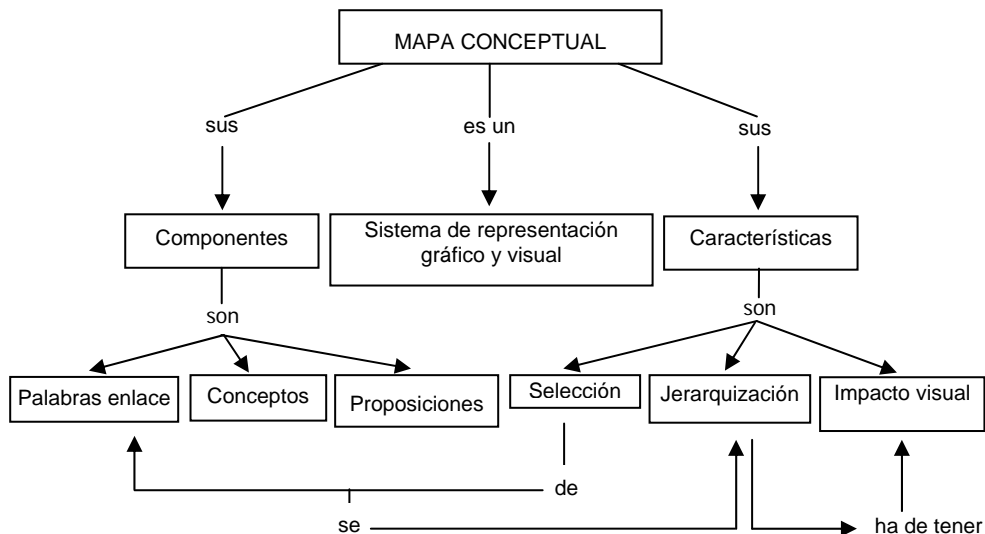 MAPA CONCEPTUAL
sus
es un
sus
Componentes
Sistema de representación
gráfico y visual
Características
son
son
Palabras enlace
Conceptos
Proposiciones
Selección
Jerarquización
Impacto visual
de
se
ha de tener